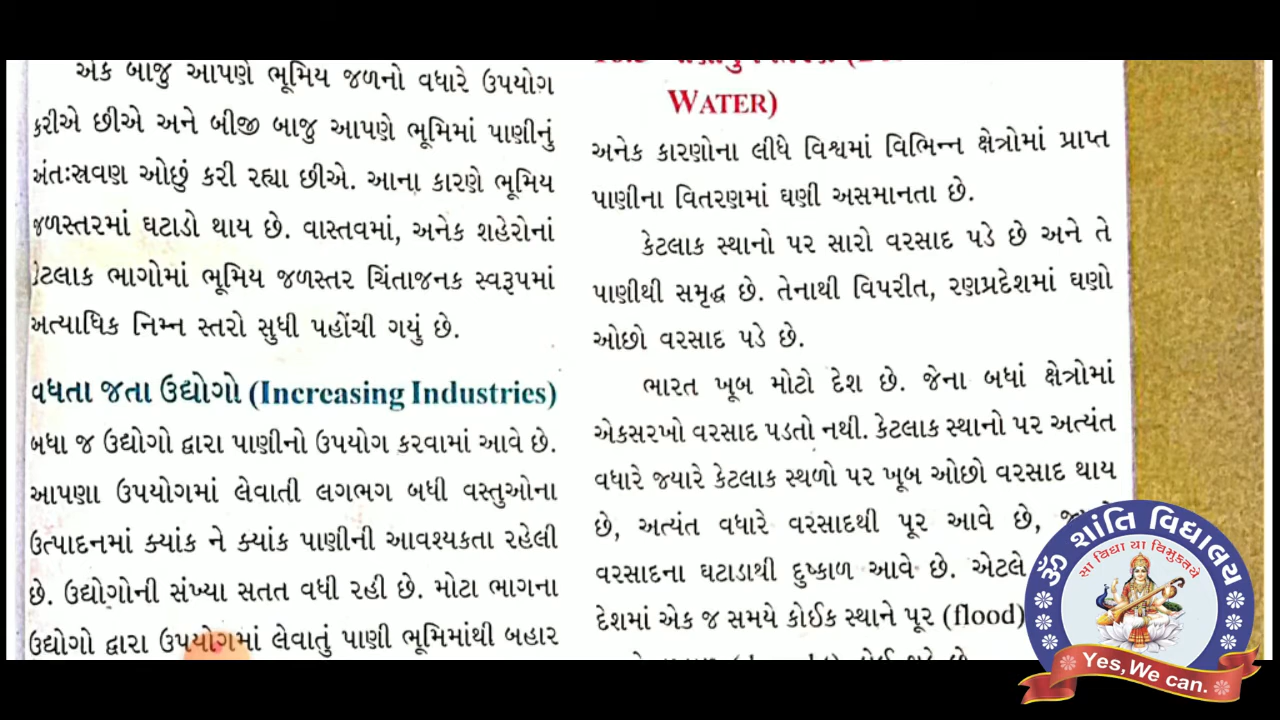 એક બાજુ આપણે ભૂમિય જળનો વધારે ઉપયોગ
કરીએ છીએ અને બીજી બાજુ આપણે ભૂમિમાં પાણીનું
અંતઃસ્રવણ ઓછું કરી રહ્યા છીએ. આના કારણે ભૂમિય
જળસ્તરમાં ઘટાડો થાય છે. વાસ્તવમાં, અનેક શહેરોનાં
કેટલાક ભાગોમાં ભૂમિય જળસ્તર ચિંતાજનક સ્વરૂપમાં
અત્યાધિક નિમ્ન સ્તરો સુધી પહોંચી ગયું છે.
વધતા જતા ઉદ્યોગો (Increasing Industries)
બધા જ ઉદ્યોગો દ્વારા પાણીનો ઉપયોગ કરવામાં આવે છે.
આપણા ઉપયોગમાં લેવાતી લગભગ બધી વસ્તુઓના
ઉત્પાદનમાં ક્યાંક ને ક્યાંક પાણીની આવશ્યકતા રહેલી
છે. ઉદ્યોગોની સંખ્યા સતત વધી રહી છે. મોટા ભાગના
ઉદ્યોગો દ્વારા ઉપયોગમાં લેવાતું પાણી ભૂમિમાંથી બહાર
WATER)
અનેક કારણોના લીધે વિશ્વમાં વિભિન્ન ક્ષેત્રોમાં પ્રાપ્ત
પાણીના વિતરણમાં ઘણી અસમાનતા છે.
કેટલાક સ્થાનો પર સારો વરસાદ પડે છે અને તે
પાણીથી સમૃદ્ધ છે. તેનાથી વિપરીત, રણપ્રદેશમાં ઘણો
ઓછો વરસાદ પડે છે.
ભારત ખૂબ મોટો દેશ છે. જેના બધાં ક્ષેત્રોમાં
એકસરખો વરસાદ પડતો નથી. કેટલાક સ્થાનો પર અત્યંત
વધારે જ્યારે કેટલાક સ્થળો પર ખૂબ ઓછો વરસાદ થાય
છે, અત્યંત વધારે વરસાદથી પૂર આવે છે,
વરસાદના ઘટાડાથી દુષ્કાળ આવે છે. એટલે
દેશમાં એક જ સમયે કોઈક સ્થાને પૂર (flood)
ૐ શાંતિ વિદ્યાલય
सा विद्या या विमुक्तये
Yes, We can.